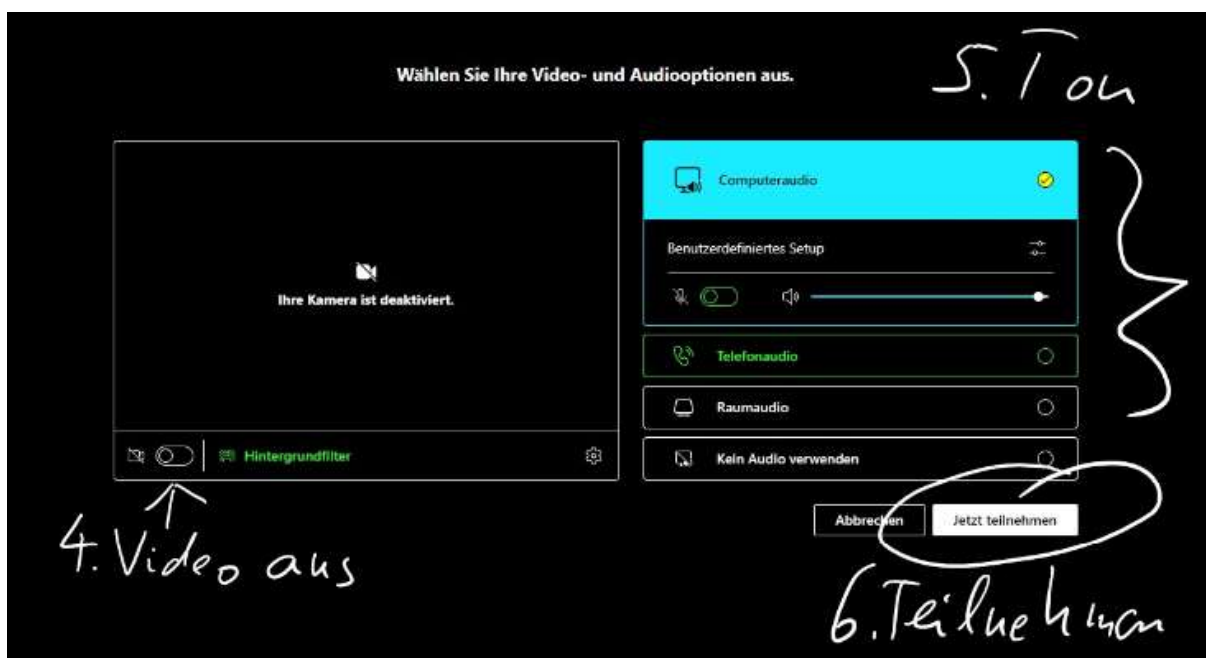 Wählen Sie Ihre Video- und Audiooptionen aus.
5. Ton
Computeraudio
Benutzerdefiniertes Setup
Ihre Kamera ist deaktiviert.
Telefonaudio
Raumaudio
Hintergrundfilter
Kein Audio verwenden
Abbrechen
Jetzt teilnehmen
4. Video aus
6. Teilnehmen